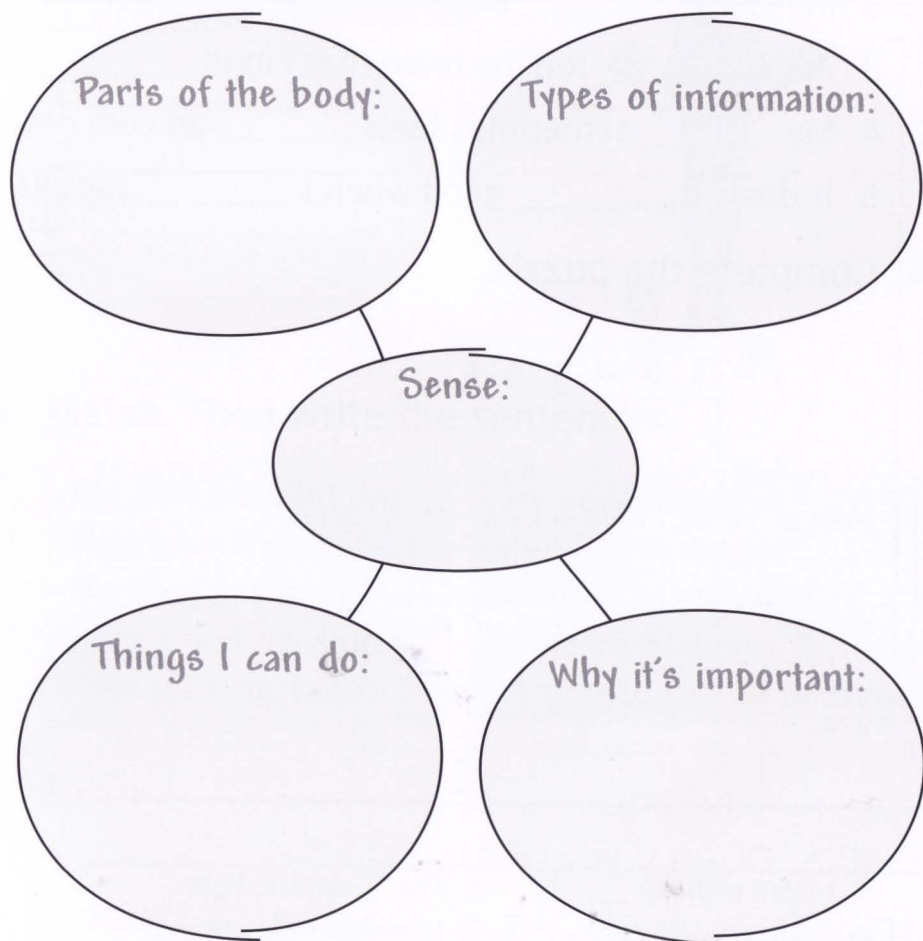 Parts of the body:
Types of information:
Sense:
Things I can do:
Why it's important: